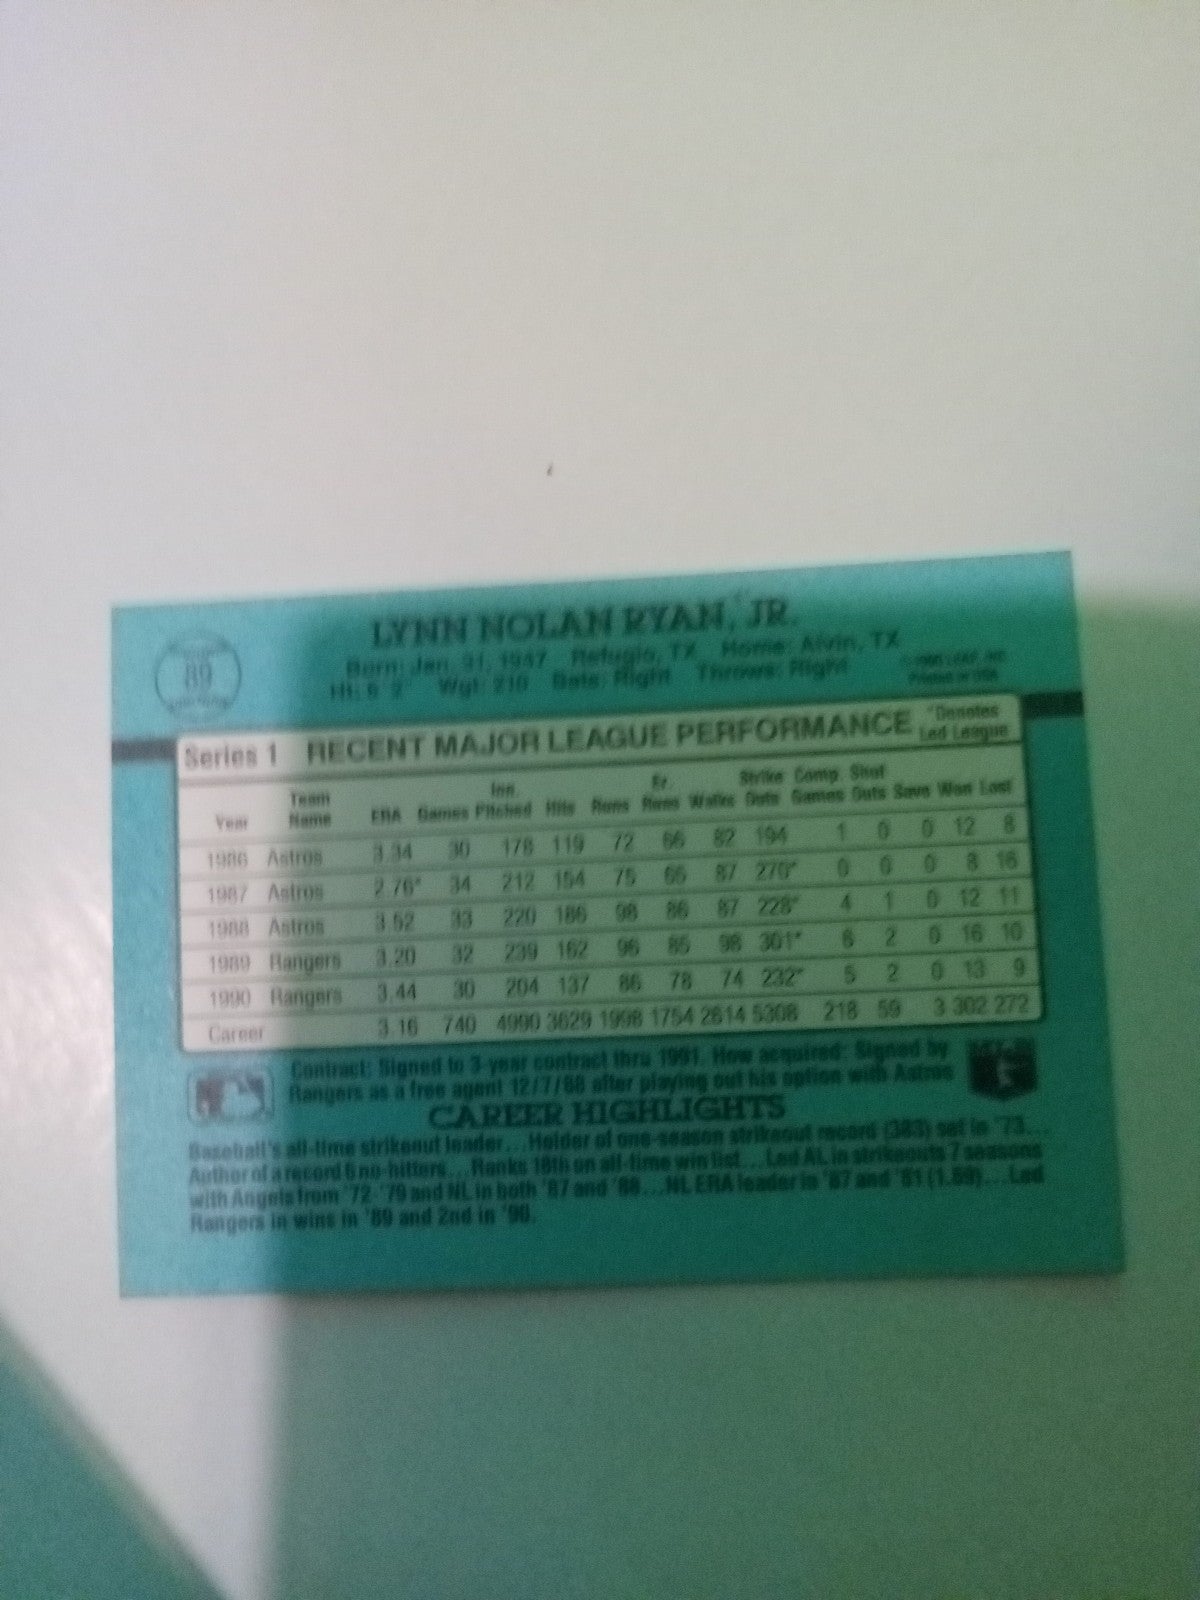 LYNN NOLAN RYAN, JR.
89
Born: Jan. 31, 1947 Refugio, TX Home: Alvin, TX
Ht: 6'2" Wgt: 210 Bats: Right Throws: Right
Printed in USA
Series 1 RECENT MAJOR LEAGUE PERFORMANCE *Denotes Led League
Year Team Name ERA Games Inn. Pitched Hits Runs Er. Runs Walks Strike Outs Comp. Games Shut Outs Save Won Lost
1986 Astros 3.34 30 178 119 72 66 82 194 1 0 0 12 8
1987 Astros 2.76* 34 212 154 75 65 87 270* 0 0 0 8 16
1988 Astros 3.52 33 220 186 98 86 87 228* 4 1 0 12 11
1989 Rangers 3.20 32 239 162 96 85 98 301* 6 2 0 16 10
1990 Rangers 3.44 30 204 137 86 78 74 232* 5 2 0 13 9
Career 3.16 740 4990 3629 1998 1754 2614 5308 218 59 3 302 272
Contract: Signed to 3-year contract thru 1991. How acquired: Signed by
Rangers as a free agent 12/7/88 after playing out his option with Astros
CAREER HIGHLIGHTS
Baseball's all-time strikeout leader...Holder of one-season strikeout record (383) set in '73...
Author of a record 6 no-hitters...Ranks 18th on all-time win list...Led AL in strikeouts 7 seasons
with Angels from '72-'79 and NL in both '87 and '88...NL ERA leader in '87 and '81 (1.69)...Led
Rangers in wins in '89 and 2nd in '90.